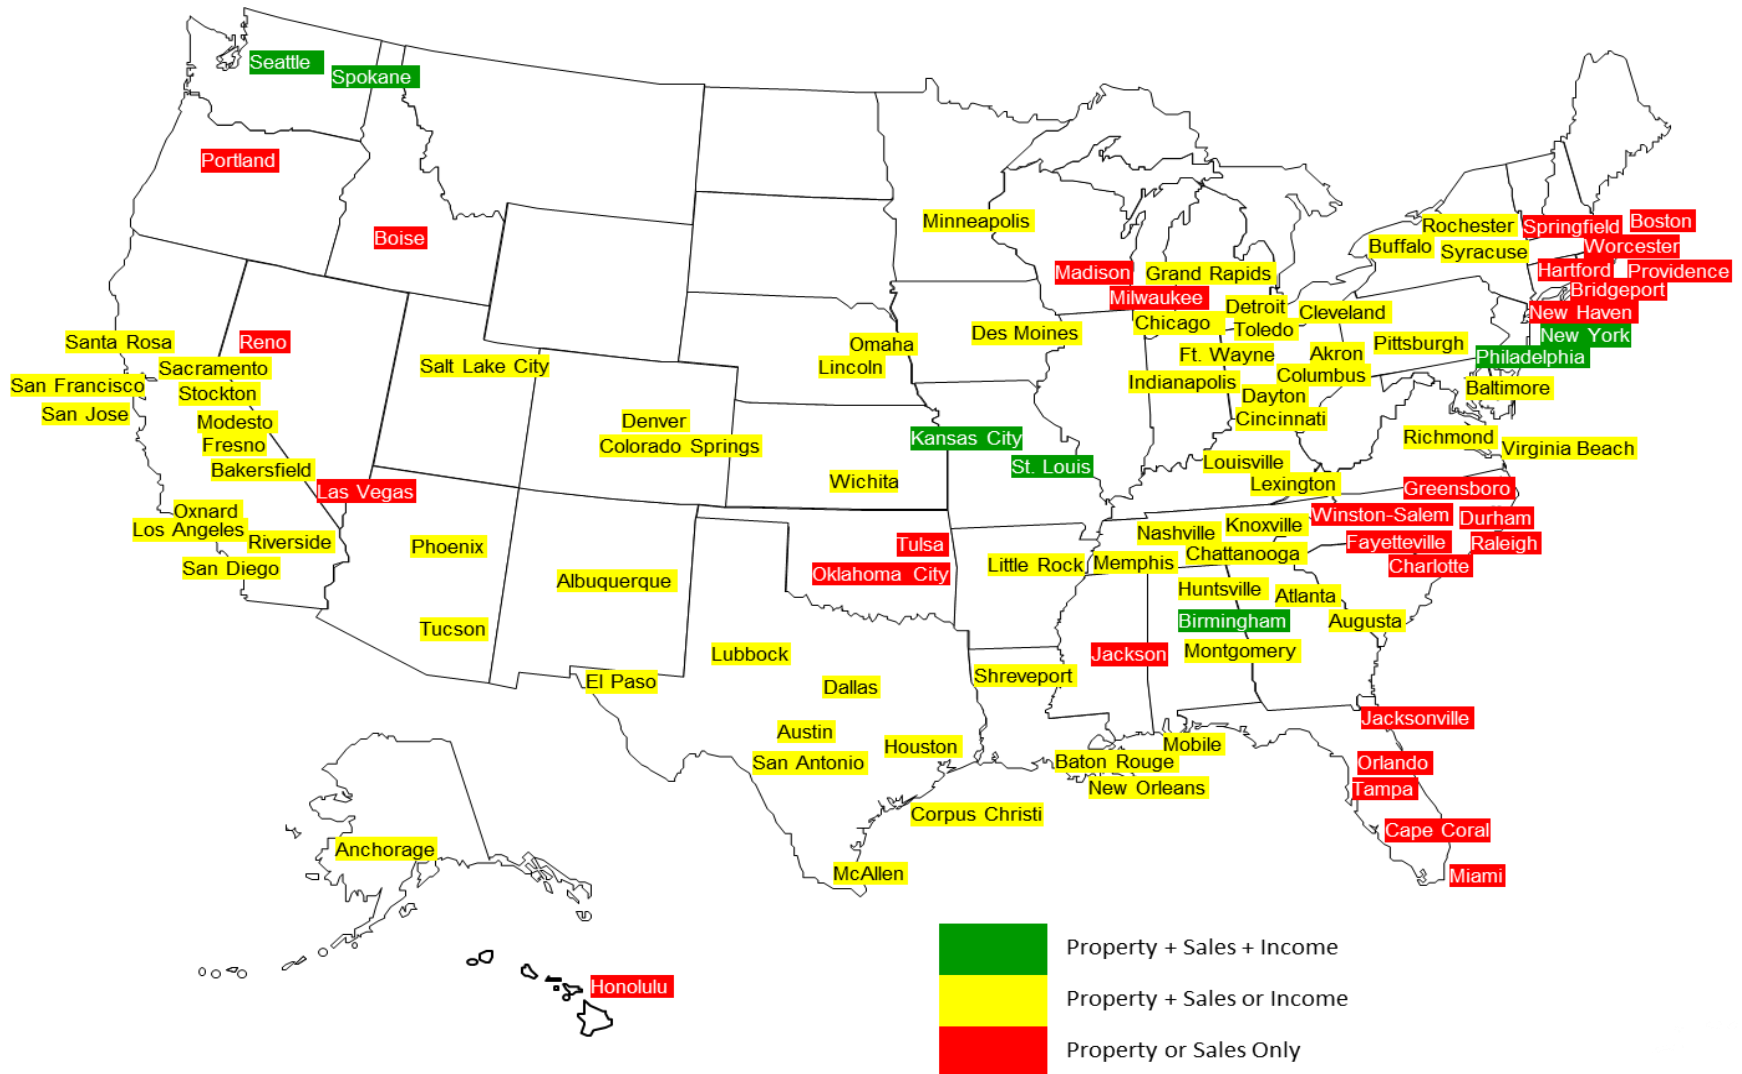 Seattle
Spokane
Portland
Boise
Minneapolis
Rochester
Springfield
Boston
Buffalo
Syracuse
Worcester
Madison
Grand Rapids
Hartford
Providence
Milwaukee
Bridgeport
Detroit
Cleveland
New Haven
Chicago
Toledo
Des Moines
New York
Santa Rosa
Reno
Omaha
Pittsburgh
Ft. Wayne
Akron
Philadelphia
Sacramento
Salt Lake City
Lincoln
Columbus
San Francisco
Stockton
Indianapolis
Dayton
Baltimore
San Jose
Modesto
Denver
Cincinnati
Fresno
Colorado Springs
Kansas City
Richmond
Virginia Beach
Bakersfield
St. Louis
Louisville
Wichita
Lexington
Las Vegas
Greensboro
Oxnard
Winston-Salem
Durham
Los Angeles
Riverside
Nashville
Knoxville
Phoenix
Tulsa
Fayetteville
Raleigh
San Diego
Chattanooga
Little Rock
Memphis
Charlotte
Oklahoma City
Albuquerque
Huntsville
Atlanta
Tucson
Birmingham
Augusta
Lubbock
Jackson
Montgomery
El Paso
Shreveport
Dallas
Jacksonville
Austin
Houston
Mobile
San Antonio
Baton Rouge
Orlando
New Orleans
Tampa
Corpus Christi
Cape Coral
Anchorage
McAllen
Miami
Honolulu
Property + Sales + Income
Property + Sales or Income
Property or Sales Only